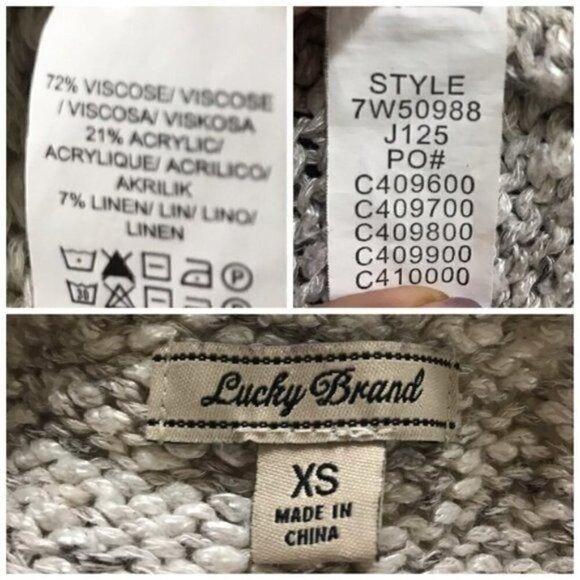 72% VISCOSE/ VISCOSE
/ VISCOSA/ VISKOSA
21% ACRYLIC/
ACRYLIQUE/ ACRILICO/
AKRILIK
7% LINEN/ LIN/ LINO/
LINEN
P
30
STYLE
7W50988
J125
PO#
C409600
C409700
C409800
C409900
C410000
Lucky Brand
XS
MADE IN
CHINA